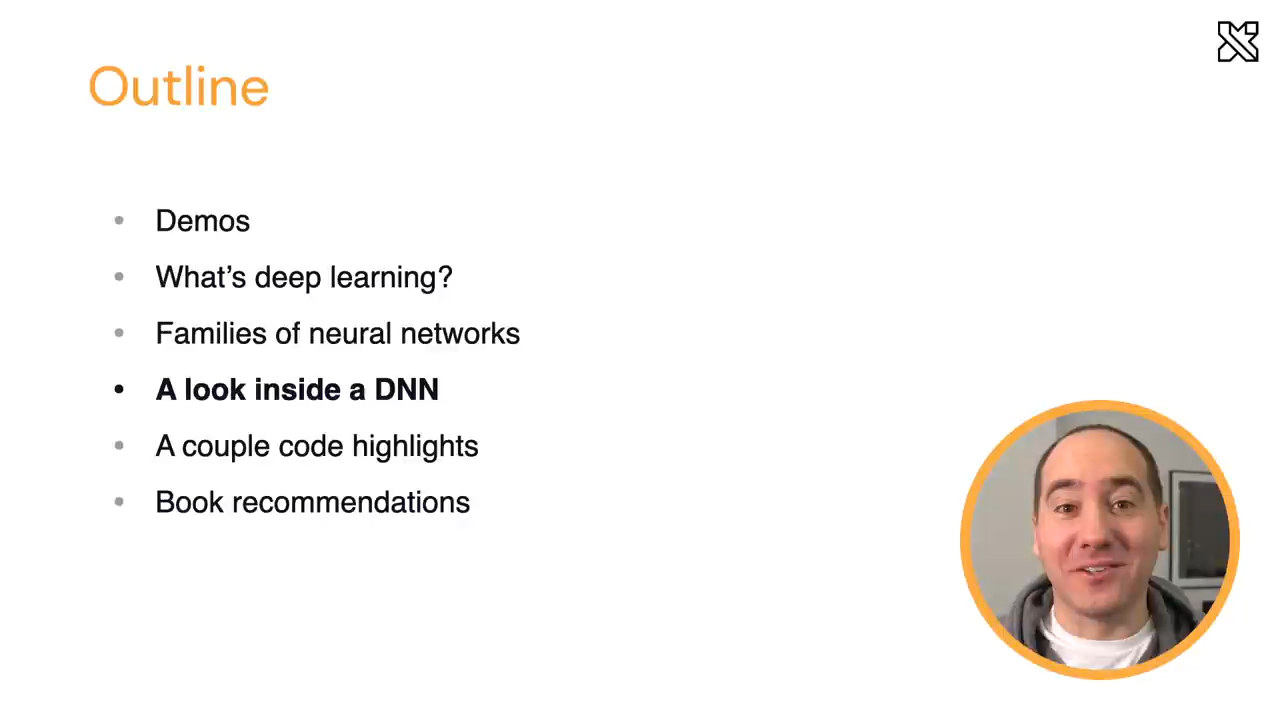 Outline
• Demos
• What’s deep learning?
• Families of neural networks
• A look inside a DNN
• A couple code highlights
• Book recommendations